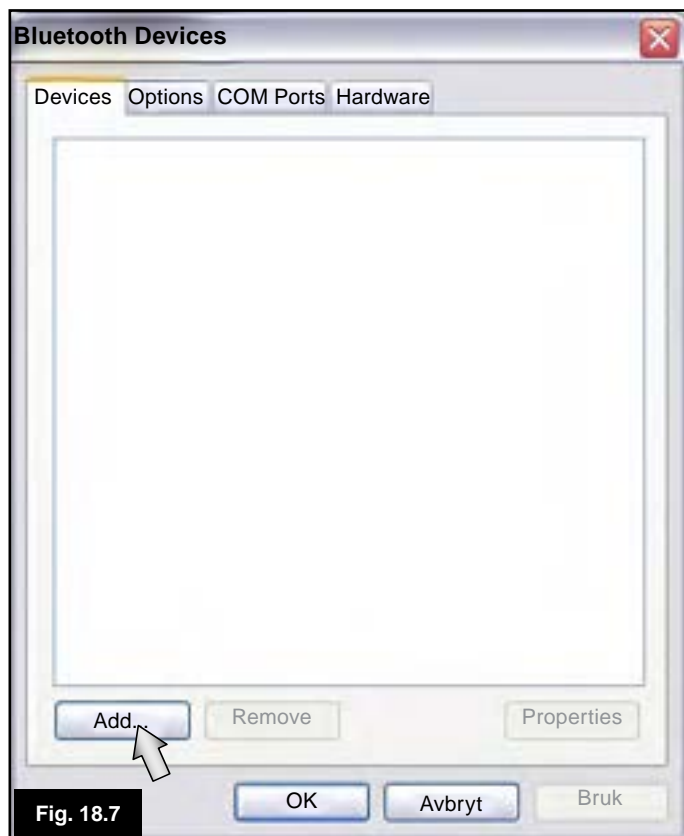 Bluetooth Devices
Devices Options COM Ports Hardware
Add... Remove Properties
Fig. 18.7 OK Avbryt Bruk